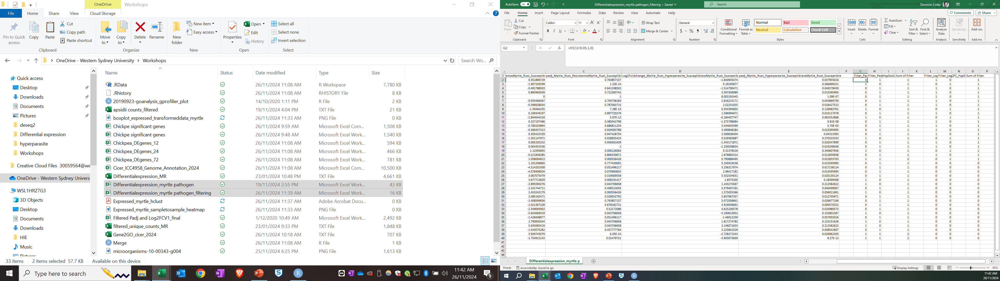 OneDrive
Workshops
File
Home
Share
View
Cloud Storage
Pin to Quick access
Copy
Paste
Cut
Copy path
Paste shortcut
Clipboard
Move to
Copy to
Delete
Rename
Organize
New folder
New item
Easy access
New
Properties
Open
Edit
History
Open
Select all
Select none
Invert selection
Select
OneDrive - Western Sydney University > Workshops
Search Wo...
Quick access
Desktop
Downloads
Documents
Pictures
deseq2
Differential expression
hyperparasite
Workshops
Creative Cloud Files 30059564@we
OneDrive - Western Sydney Univers
WSL1HRZ7G3
3D Objects
Desktop
Documents
Downloads
HIE
Music
Pictures
Name Status Date modified Type Size
.RData 26/11/2024 11:08 AM R Workspace 7,780 KB
.Rhistory 26/11/2024 11:08 AM RHISTORY File 8 KB
20190923-goanalysis_gprofilier_plot 14/10/2020 1:11 PM R File 2 KB
apsidii counts_filtered 19/11/2024 4:04 PM TXT File 21 KB
boxplot_expressed_transformeddata_myrtle 26/11/2024 11:33 AM PNG File 0 KB
Chickpe significant genes 26/11/2024 9:59 AM Microsoft Excel Com... 1,508 KB
Chickpe significant genes 26/11/2024 9:48 AM Microsoft Excel Work... 1,540 KB
Chickpea_DEgenes_12 26/11/2024 11:08 AM Microsoft Excel Work... 594 KB
Chickpea_DEgenes_24 26/11/2024 11:08 AM Microsoft Excel Work... 466 KB
Chickpea_DEgenes_72 26/11/2024 11:08 AM Microsoft Excel Work... 781 KB
Cicer_ICC4958_Genome_Annotation_2024 26/11/2024 11:08 AM Microsoft Excel Com... 10,500 KB
Differentialexpression_MR 23/01/2024 10:48 PM TXT File 4,661 KB
Differentialexpression_myrtle pathogen 19/11/2024 2:55 PM Microsoft Excel Work... 43 KB
Differentialexpression_myrtle pathogen_filtering 26/11/2024 11:39 AM Microsoft Excel Work... 16 KB
Expressed_myrtle_hclust 26/11/2024 11:37 AM Adobe Acrobat Docu... 0 KB
Expressed_myrtle_sampletosample_heatmap 26/11/2024 11:33 AM PNG File 0 KB
Filtered Padj and Log2FCV1_final 1/12/2020 10:49 AM Microsoft Excel Work... 2,492 KB
filtered_unique_counts_MR 23/01/2024 9:33 PM TXT File 1,848 KB
Gene2GO_cicer_2024 26/11/2024 10:18 AM TXT File 707 KB
Merge 26/11/2024 11:08 AM R File 1 KB
microorganisms-10-00343-g004 25/11/2024 6:25 PM PNG File 1,613 KB
33 items 2 items selected 57.7 KB Available on this device
Type here to search
11:42 AM
26/11/2024
9
AutoSave On
Differentialexpression_myrtle pathogen_filtering • Saved
Search
Donovin Coles
File Home Insert Page Layout Formulas Data Review View Automate Help
Comments
Share
Paste
Cut
Copy
Format Painter
Clipboard
Calibri 11
B I U
Font
Wrap Text
Merge & Center
Alignment
General
Number
Conditional Formatting
Format as Table
Normal Bad Good
Neutral Calculation Check Cell
Styles
Insert Delete Format
Cells
AutoSum
Fill
Clear
Sort & Filter
Find & Select
Editing
Analyze Data
Analysis
Sensitivity
Sensitivity
Add-ins
Add-ins
G2
=IF(C2<0.05,1,0)
C D E F G H I J K L M N O P
1 antvsMyrtle_Rust_Susceptibl padj_Myrtle_Rust_ResistantvsMyrtle_Rust_Susceptibl Log2Foldchange_Myrtle_Rust_Hyperparasite_SusceptiblevsMyrtle_Rust_Susceptib padj_Myrtle_Rust_Hyperparasite_SusceptiblevsMyrtle_Rust_Susceptible Filter_Pac Filter_PadjHypSvsCo Sum of filter Filter_Log Filter_Log2FC_HypSv Sum of filter
2 0.351896729 0.763857137 -1.640945474 0.037955016 0 1 1 1 0 1
3 -1.907105599 1.23E-14 0.19195877 0.566699231 1 0 1 0 1 1
4 -0.491788503 0.641198502 -1.514790471 0.049378459 0 1 1 1 0 1
5 0.883965039 0.722383742 3.597306989 0.015595995 0 1 1 1 0 1
6 0 1 8.003192445 1.09E-07 0 1 1 1 0 1
7 -0.935466467 0.704738183 2.816215171 0.043869759 0 1 1 1 0 1
8 -0.396928034 0.787063715 2.02231035 0.018427513 0 1 1 1 0 1
9 -1.30464235 7.28E-13 0.354394602 0.126963761 1 0 1 0 1 1
10 0.169349197 0.897720279 1.596994671 0.010117078 0 1 1 1 0 1
11 -2.844044316 5.07E-12 -0.184407747 0.692552868 1 0 1 0 1 1
12 0.327197486 0.385042798 -1.375798084 9.81E-08 0 1 1 1 0 1
13 -0.780103894 0.686811254 3.444645599 5.70E-05 0 1 1 1 0 1
14 -0.360457313 0.929383788 3.490848284 0.015595995 0 1 1 1 0 1
15 0.305423159 0.947428754 3.569636404 0.04313393 0 1 1 1 0 1
16 -1.301147971 0.028835423 0.529363687 0.270323333 1 0 1 0 1 1
17 0.065205232 0.956561639 -1.343171871 0.020547899 0 1 1 1 0 1
18 0.004353336 1 -1.230558654 0.019246046 0 1 1 1 0 1
19 1.12595855 0.000126063 0.31378316 0.340607956 1 0 1 0 1 1
20 -0.221846285 0.860430671 1.676865314 0.012830948 0 1 1 1 0 1
21 1.058004613 0.000556426 0.790886495 0.022833703 1 1 2 0 1 1
22 1.101206865 0.777430091 5.195919538 0.015595995 0 1 1 0 0 0
23 -4.514201938 0.051496117 3.256317974 0.017138124 0 1 1 0 0 0
24 -4.076908504 0.070960835 2.96417181 0.015595995 0 1 1 0 0 0
25 3.067075479 0.319009558 5.332334631 0.020130124 0 1 1 0 0 0
26 3.677713829 0.008191417 1.8575305 0.18399468 1 0 1 0 0 0
27 -2.895590276 0.043706658 1.243274567 0.212582622 1 0 1 0 0 0
28 -2.241744711 0.406513055 3.379407191 0.040499067 0 1 1 0 0 0
29 2.453243179 0.000556426 1.575055366 0.056011691 1 0 1 0 0 0
30 2.085165471 0.559032792 5.837967357 0.012705971 0 1 1 0 0 0
31 -1.408599656 0.763857137 5.072506841 0.026677196 0 1 1 0 0 0
32 -1.021367228 0.678182721 3.919036691 0.000570252 0 1 1 0 0 0
33 -2.349093902 0.52172086 4.615236578 0.024980573 0 1 1 0 0 0
34 -5.654069319 0.043706658 -3.160613052 0.155801567 1 0 1 0 0 0
35 -1.428408877 0.051496117 -1.46012259 0.037955016 0 1 1 0 0 0
36 2.790830544 0.043706658 1.817274782 0.153151626 1 0 1 0 0 0
37 5.635083419 0.043706658 3.146071633 0.212582622 1 0 1 0 0 0
38 -1.543075282 0.457777764 3.225842529 0.008541807 0 1 1 0 0 0
39 3.939743079 6.35E-14 -2.728271543 0.029962305 1 1 2 0 0 0
40 -1.754912143 0.01479721 -3.903073659 8.27E-12 1 1 2 0 0 0
41
42
43
44
Differentialexpression_myrtle p
Ready
Accessibility: Good to go
Display Settings
85%
11:42 AM
26/11/2024